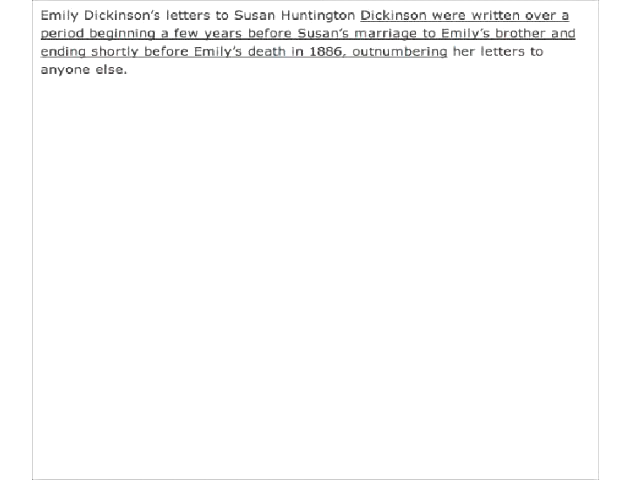 Emily Dickinson’s letters to Susan Huntington Dickinson were written over a
period beginning a few years before Susan’s marriage to Emily’s brother and
ending shortly before Emily’s death in 1886, outnumbering her letters to
anyone else.